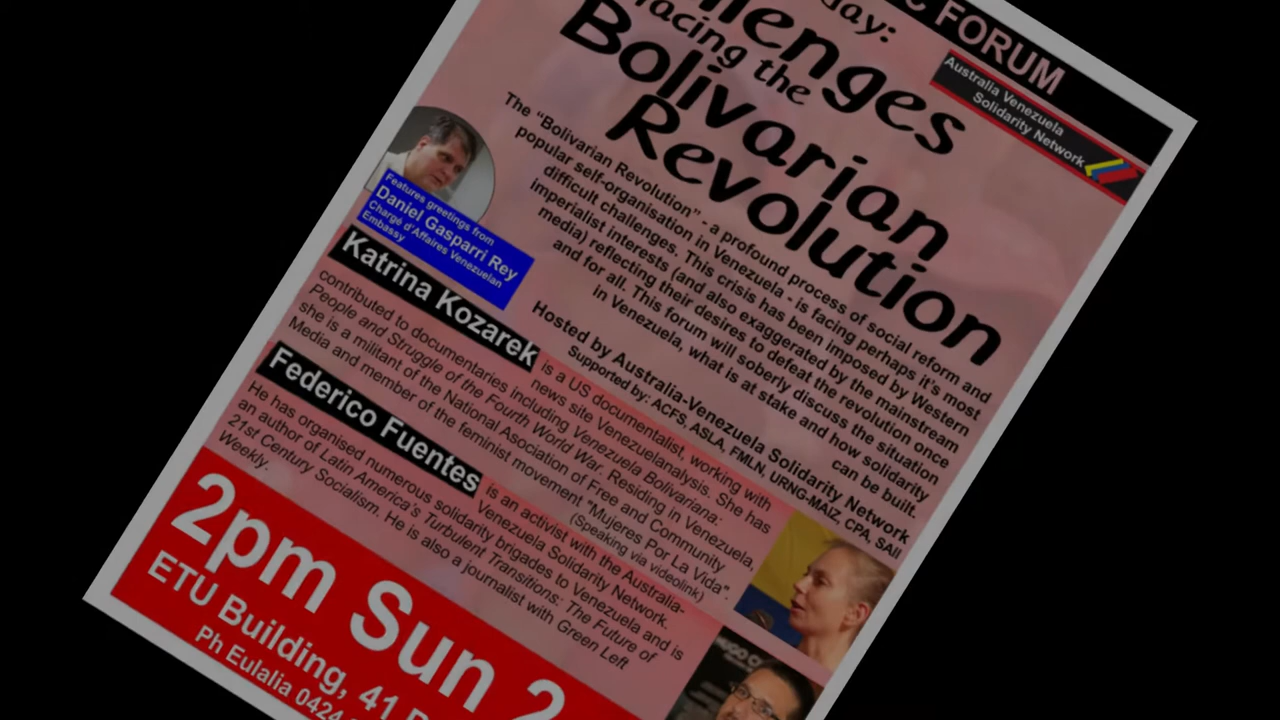 C FORUM
day:
lenges
facing the
Bolivarian
Revolution
Australia Venezuela
Solidarity Network
The "Bolivarian Revolution" - a profound process of social reform and
popular self-organisation in Venezuela - is facing perhaps it's most
difficult challenges. This crisis has been imposed by Western
imperialist interests (and also exaggerated by the mainstream
media) reflecting their desires to defeat the revolution once
and for all. This forum will soberly discuss the situation
in Venezuela, what is at stake and how solidarity
can be built.
Hosted by Australia-Venezuela Solidarity Network
Supported by: ACFS, ASLA, FMLN, URNG-MAIZ, CPA, SAll
Features greetings from
Daniel Gasparri Rey
Chargé d'Affaires Venezuelan
Embassy
Katrina Kozarek is a US documentalist, working with
news site Venezuelanalysis. She has
contributed to documentaries including Venezuela Bolivariana:
People and Struggle of the Fourth World War. Residing in Venezuela,
she is a militant of the National Asociation of Free and Community
Media and member of the feminist movement "Mujeres Por La Vida".
(Speaking via videolink)
Federico Fuentes is an activist with the Australia-
Venezuela Solidarity Network.
He has organised numerous solidarity brigades to Venezuela and is
an author of Latin America's Turbulent Transitions: The Future of
21st Century Socialism. He is also a journalist with Green Left
Weekly.
2pm Sun 2
ETU Building, 41
Ph Eulalia 0424